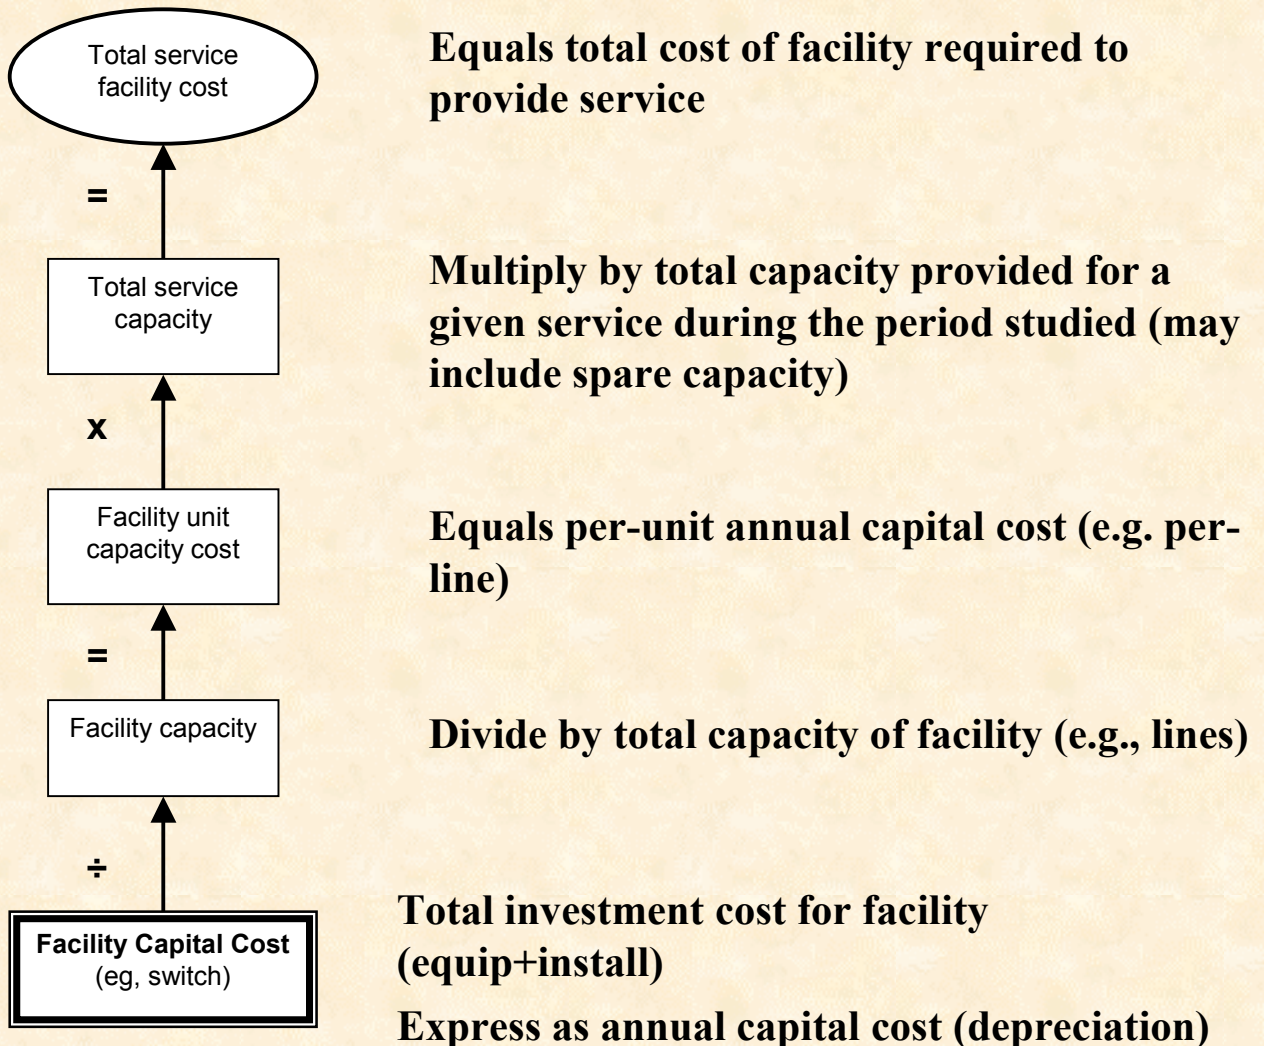 Total service
facility cost
Equals total cost of facility required to
provide service
=
Total service
capacity
Multiply by total capacity provided for a
given service during the period studied (may
include spare capacity)
x
Facility unit
capacity cost
Equals per-unit annual capital cost (e.g. per-
line)
=
Facility capacity
Divide by total capacity of facility (e.g., lines)
÷
Facility Capital Cost
(eg, switch)
Total investment cost for facility
(equip+install)
Express as annual capital cost (depreciation)